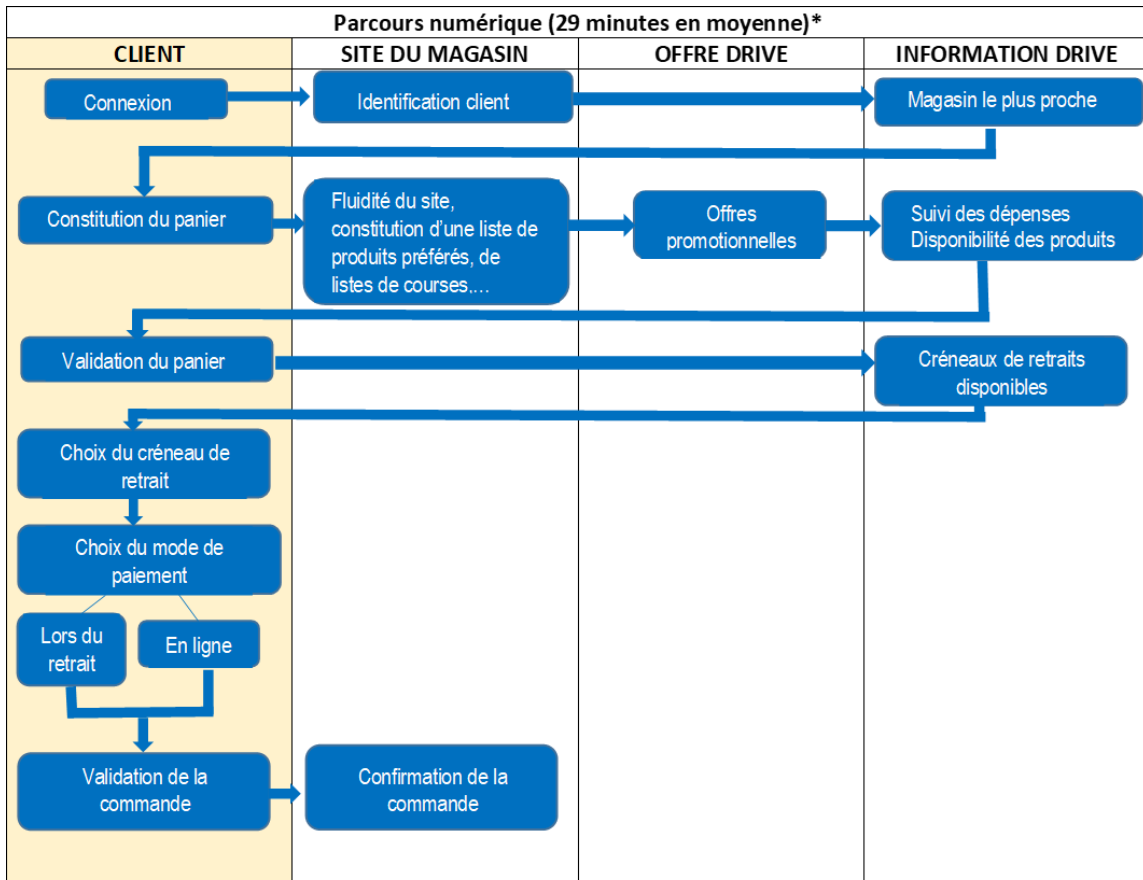 Parcours numérique (29 minutes en moyenne)*
CLIENT
SITE DU MAGASIN
OFFRE DRIVE
INFORMATION DRIVE
Connexion
Identification client
Magasin le plus proche
Constitution du panier
Fluidité du site,
constitution d'une liste de
produits préférés, de
listes de courses,…
Offres
promotionnelles
Suivi des dépenses
Disponibilité des produits
Validation du panier
Créneaux de retraits
disponibles
Choix du créneau de
retrait
Choix du mode de
paiement
Lors du
retrait
En ligne
Validation de la
commande
Confirmation de la
commande